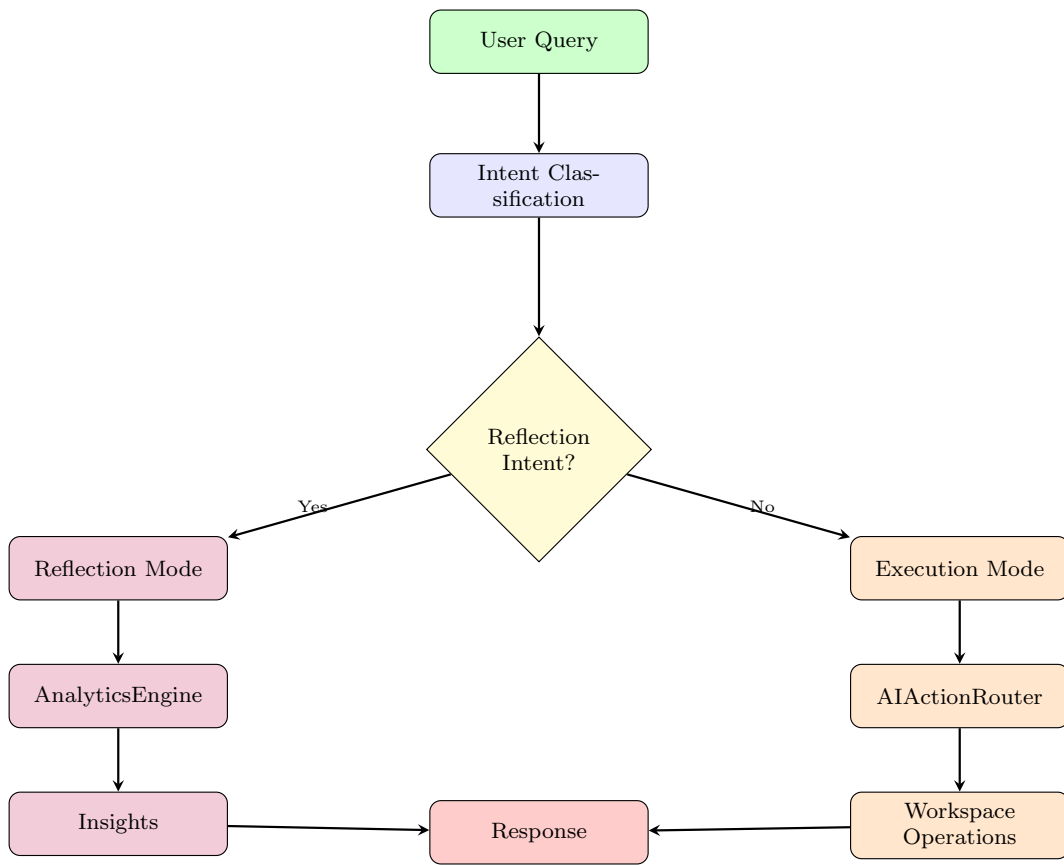 User Query
Intent Clas-
sification
Reflection
Intent?
Yes
No
Reflection Mode
Execution Mode
AnalyticsEngine
AIActionRouter
Insights
Response
Workspace
Operations